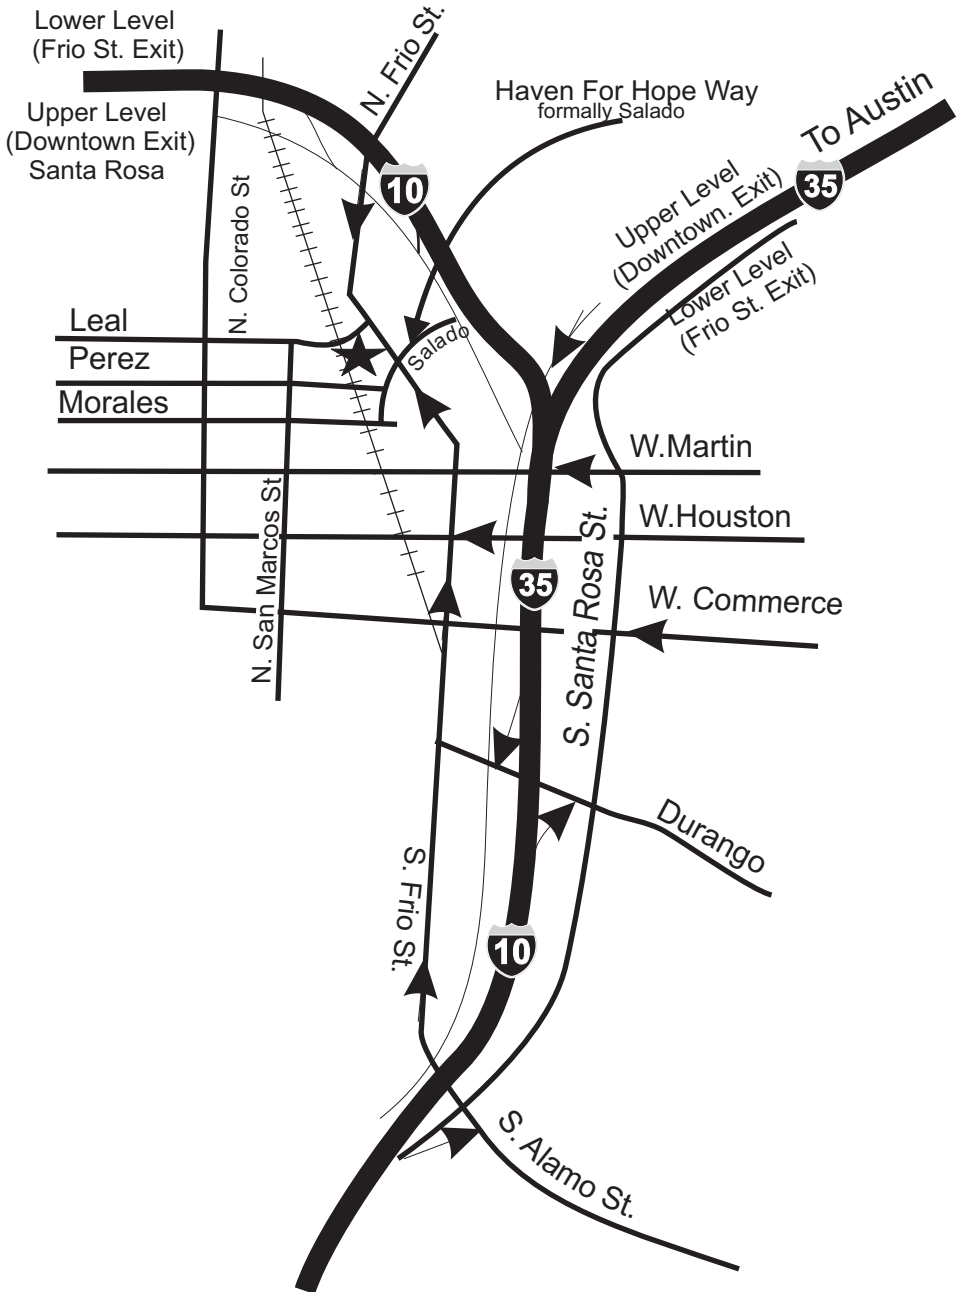 Lower Level
(Frio St. Exit)
N. Frio St.
Upper Level
(Downtown Exit)
Santa Rosa
Haven For Hope Way
formally Salado
To Austin
35
10
Upper Level
(Downtown. Exit)
Lower Level
(Frio St. Exit)
N. Colorado St
Leal
Perez
Morales
Salado
W.Martin
W.Houston
W. Commerce
N. San Marcos St
35
S. Santa Rosa St.
Durango
S. Frio St.
10
S. Alamo St.